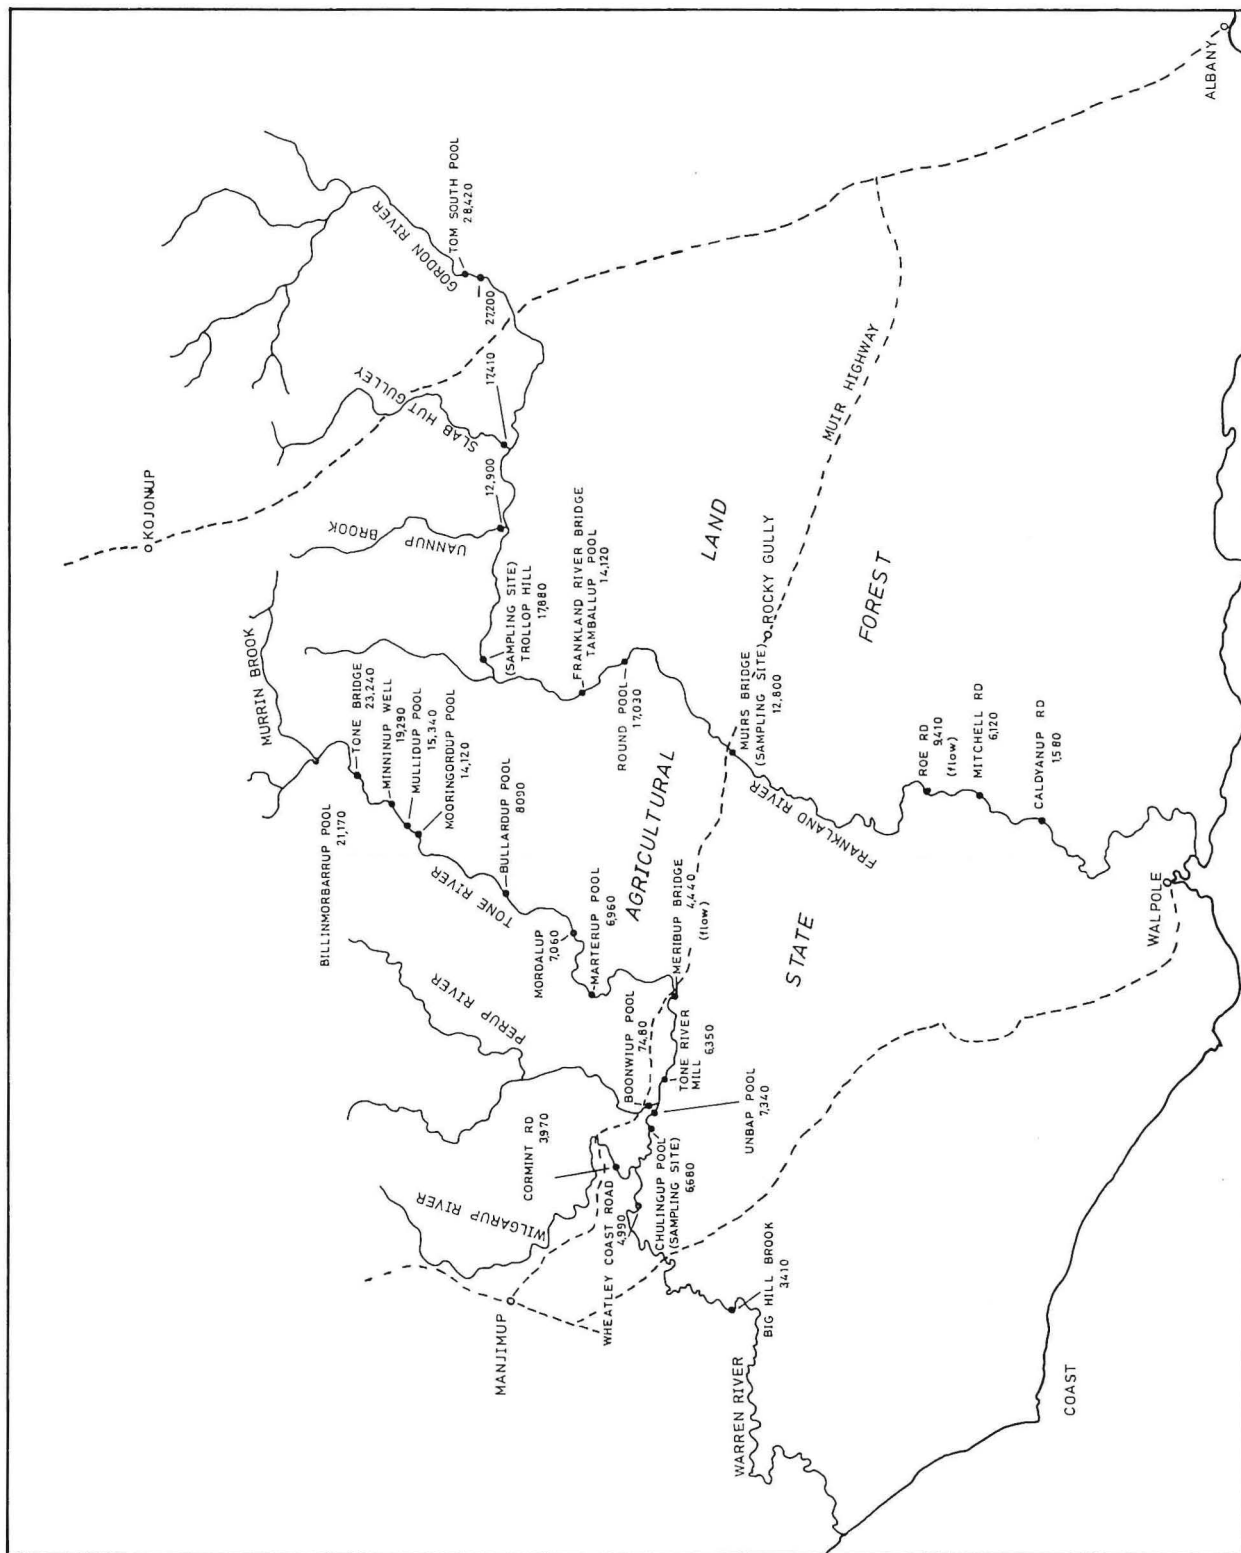 ALBANY
TOM SOUTH POOL
28,420
GORDON RIVER
27,200
17,410
SLAB HUT GULLEY
12,900
KOJONUP
UANNUP
BROOK
(SAMPLING SITE)
TROLLOP HILL
17,880
FRANKLAND RIVER BRIDGE
TAMBALLUP POOL
14,120
ROUND POOL
17,030
LAND
MUIR HIGHWAY
ROCKY GULLY
FOREST
MUIRS BRIDGE
(SAMPLING SITE)
12,800
FRANKLAND RIVER
ROE RD
9,410
(flow)
MITCHELL RD
6,120
CALDYANUP RD
1,580
WALPOLE
MURRIN BROOK
TONE BRIDGE
23,240
MINNINUP WELL
19,290
MULLIDUP POOL
15,340
MOORINGORDUP POOL
14,120
BILLINMORBARRUP POOL
21,170
BULLARDUP POOL
8090
TONE RIVER
AGRICULTURAL
MORDALUP
7,060
MARTERUP POOL
6,960
MERIBUP BRIDGE
4,440
(flow)
STATE
PERUP RIVER
BOONWIUP POOL
74,80
TONE RIVER
MILL
6,350
UNBAP POOL
7,340
CORMINT RD
3,970
CHULINGUP POOL
(SAMPLING SITE)
6,680
WILGARUP RIVER
WHEATLEY COAST ROAD
4,990
MANJIMUP
BIG HILL BROOK
3410
WARREN RIVER
COAST